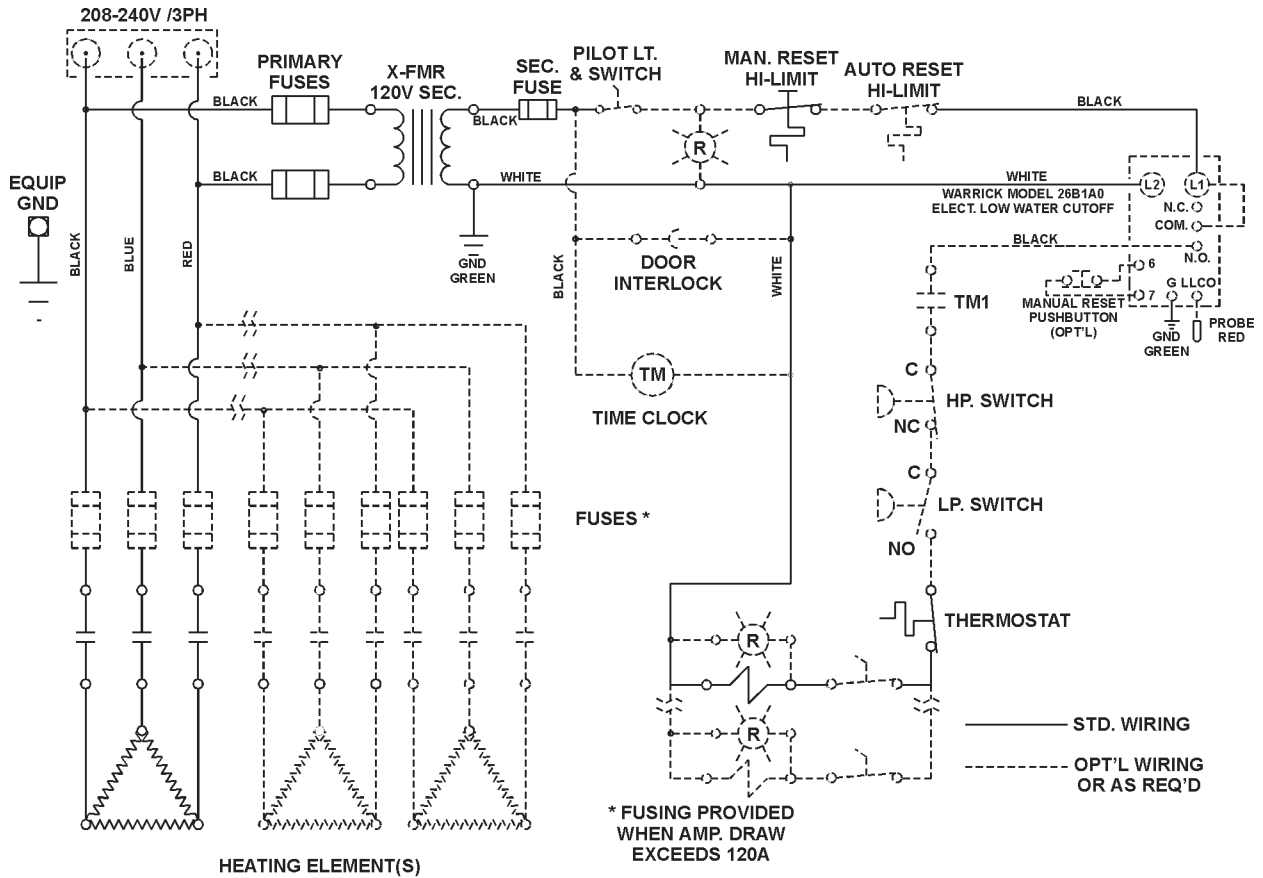 208-240V /3PH
PRIMARY
FUSES
X-FMR
120V SEC.
SEC.
FUSE
PILOT LT.
& SWITCH
MAN. RESET
HI-LIMIT
AUTO RESET
HI-LIMIT
BLACK
BLACK
BLACK
R
BLACK
WHITE
WHITE
EQUIP
GND
WARRICK MODEL 26B1A0
ELECT. LOW WATER CUTOFF
L2
L1
N.C.
COM.
N.O.
BLACK
BLUE
RED
GND
GREEN
BLACK
DOOR
INTERLOCK
WHITE
BLACK
6
7
G LLCO
MANUAL RESET
PUSHBUTTON
(OPT'L)
GND
GREEN
PROBE
RED
TM1
TM
TIME CLOCK
C
HP. SWITCH
NC
C
LP. SWITCH
NO
FUSES *
THERMOSTAT
R
R
STD. WIRING
OPT'L WIRING
OR AS REQ'D
* FUSING PROVIDED
WHEN AMP. DRAW
EXCEEDS 120A
HEATING ELEMENT(S)